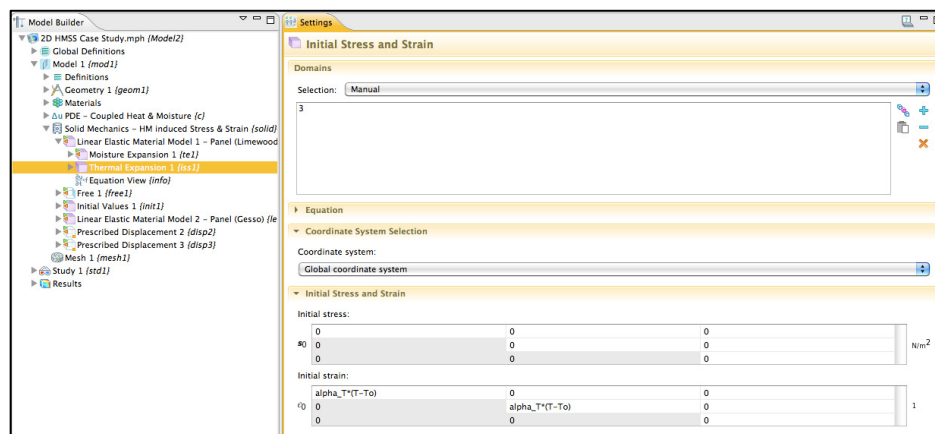 Model Builder
2D HMSS Case Study.mph (Model2)
Global Definitions
Model 1 {mod1}
Definitions
Geometry 1 {geom1}
Materials
Δu PDE – Coupled Heat & Moisture {c}
Solid Mechanics – HM induced Stress & Strain {solid}
Linear Elastic Material Model 1 – Panel (Limewood
Moisture Expansion 1 {te1}
Thermal Expansion 1 {iss1}
Equation View {info}
Free 1 {free1}
Initial Values 1 {init1}
Linear Elastic Material Model 2 – Panel (Gesso) {le
Prescribed Displacement 2 {disp2}
Prescribed Displacement 3 {disp3}
Mesh 1 {mesh1}
Study 1 {std1}
Results
Settings
Initial Stress and Strain
Domains
Selection: Manual
3
Equation
Coordinate System Selection
Coordinate system:
Global coordinate system
Initial Stress and Strain
Initial stress:
0 0 0
s0 0 0 0 N/m2
0 0 0
Initial strain:
alpha_T*(T-To) 0 0
ϵ0 0 alpha_T*(T-To) 0 1
0 0 0